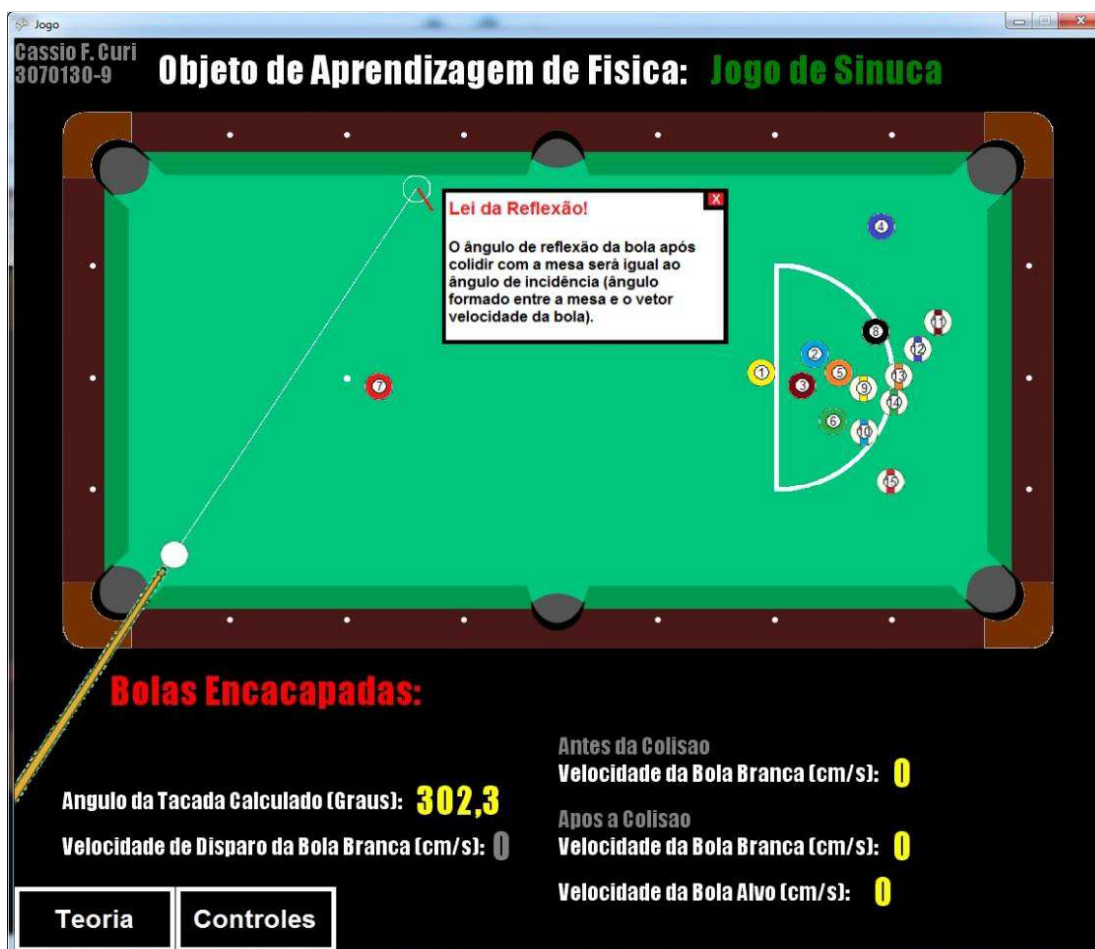 Jogo
Cassio F. Curi
3070130-9
Objeto de Aprendizagem de Fisica: Jogo de Sinuca
X
Lei da Reflexão!
O ângulo de reflexão da bola após
colidir com a mesa será igual ao
ângulo de incidência (ângulo
formado entre a mesa e o vetor
velocidade da bola).
4
11
8
12
2
1
5
13
3
9
7
14
6
10
15
Bolas Encacapadas:
Antes da Colisao
Velocidade da Bola Branca (cm/s): 0
Angulo da Tacada Calculado (Graus): 302,3
Apos a Colisao
Velocidade de Disparo da Bola Branca (cm/s): 0
Velocidade da Bola Branca (cm/s): 0
Velocidade da Bola Alvo (cm/s): 0
Teoria
Controles